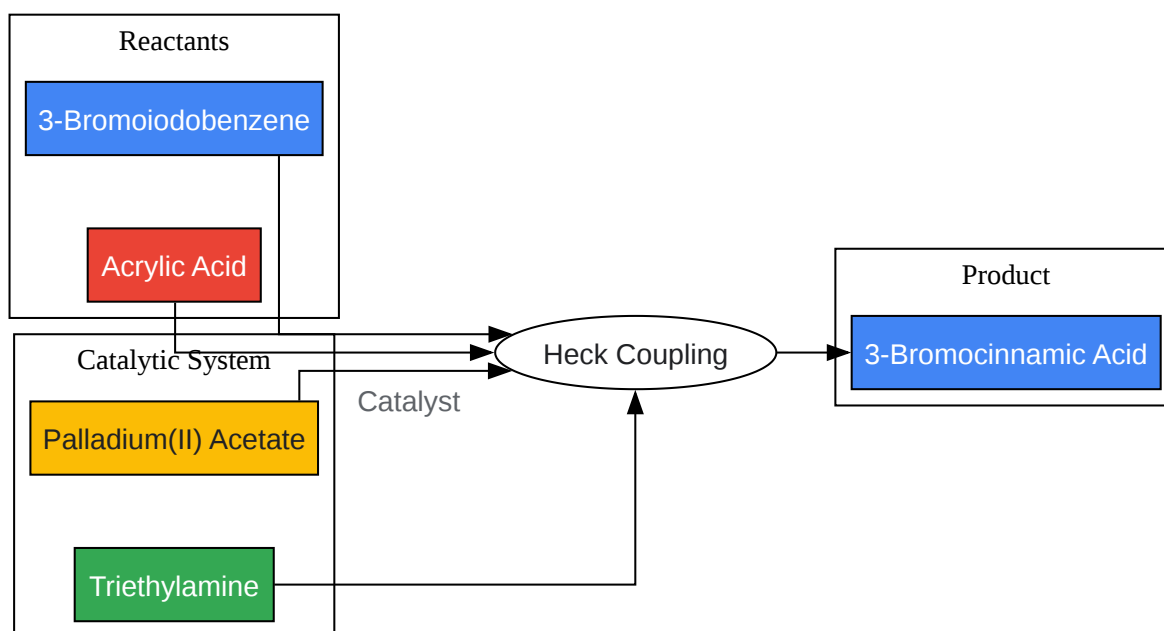 Reactants
3-Bromoiodobenzene
Acrylic Acid
Catalytic System
Palladium(II) Acetate
Triethylamine
Catalyst
Heck Coupling
Product
3-Bromocinnamic Acid